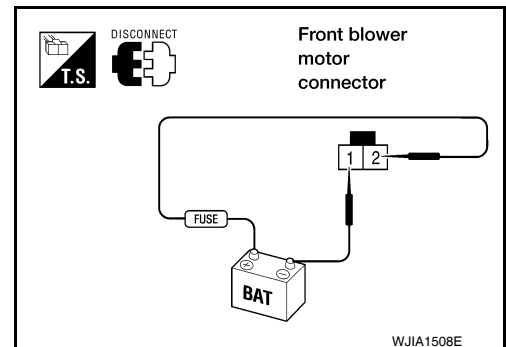 T.S.
DISCONNECT
Front blower
motor
connector
1 2
FUSE
BAT
WJIA1508E